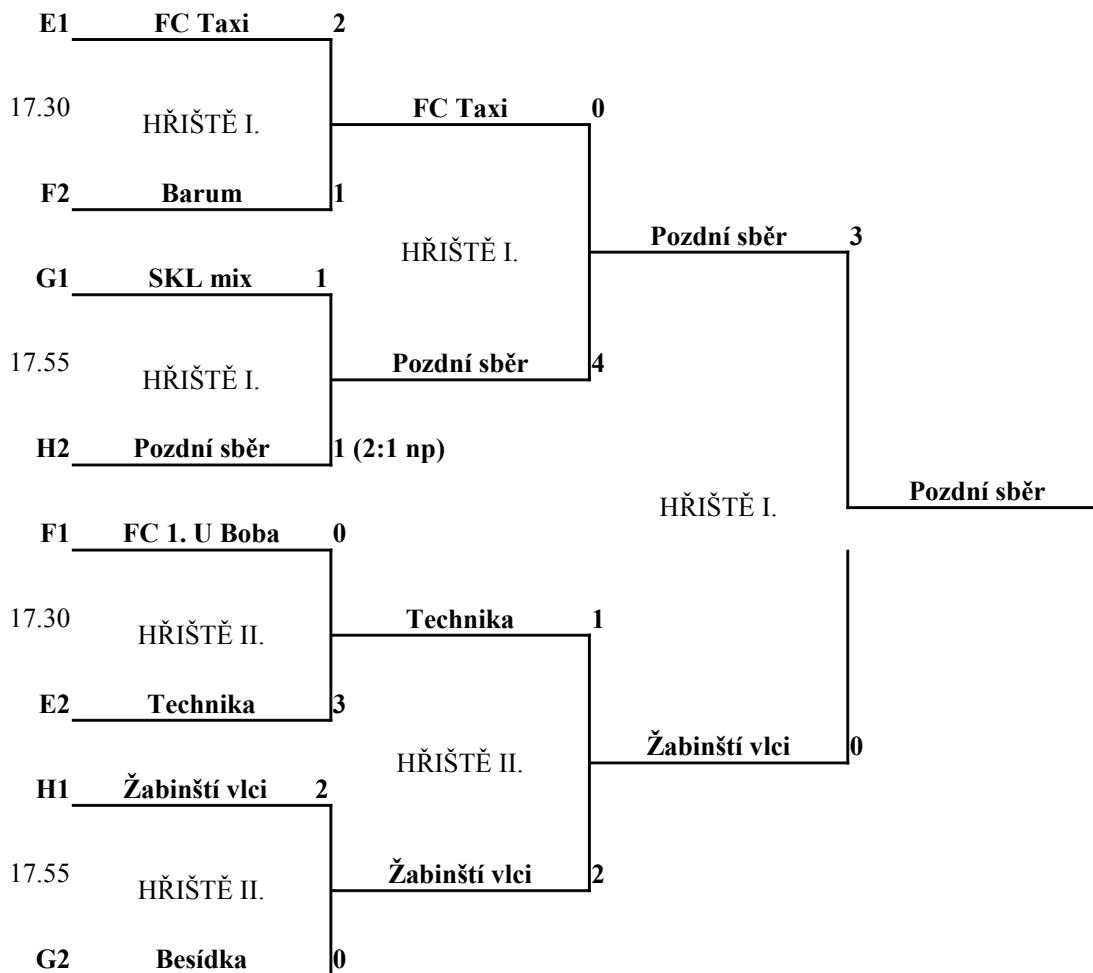 E1 FC Taxi 2
17.30 HŘIŠTĚ I. FC Taxi 0
F2 Barum 1
HŘIŠTĚ I. Pozdní sběr 3
G1 SKL mix 1
17.55 HŘIŠTĚ I. Pozdní sběr 4
H2 Pozdní sběr 1 (2:1 np)
HŘIŠTĚ I. Pozdní sběr
F1 FC 1. U Boba 0
17.30 HŘIŠTĚ II. Technika 1
E2 Technika 3
HŘIŠTĚ II. Žabinští vlci 0
H1 Žabinští vlci 2
17.55 HŘIŠTĚ II. Žabinští vlci 2
G2 Besídka 0